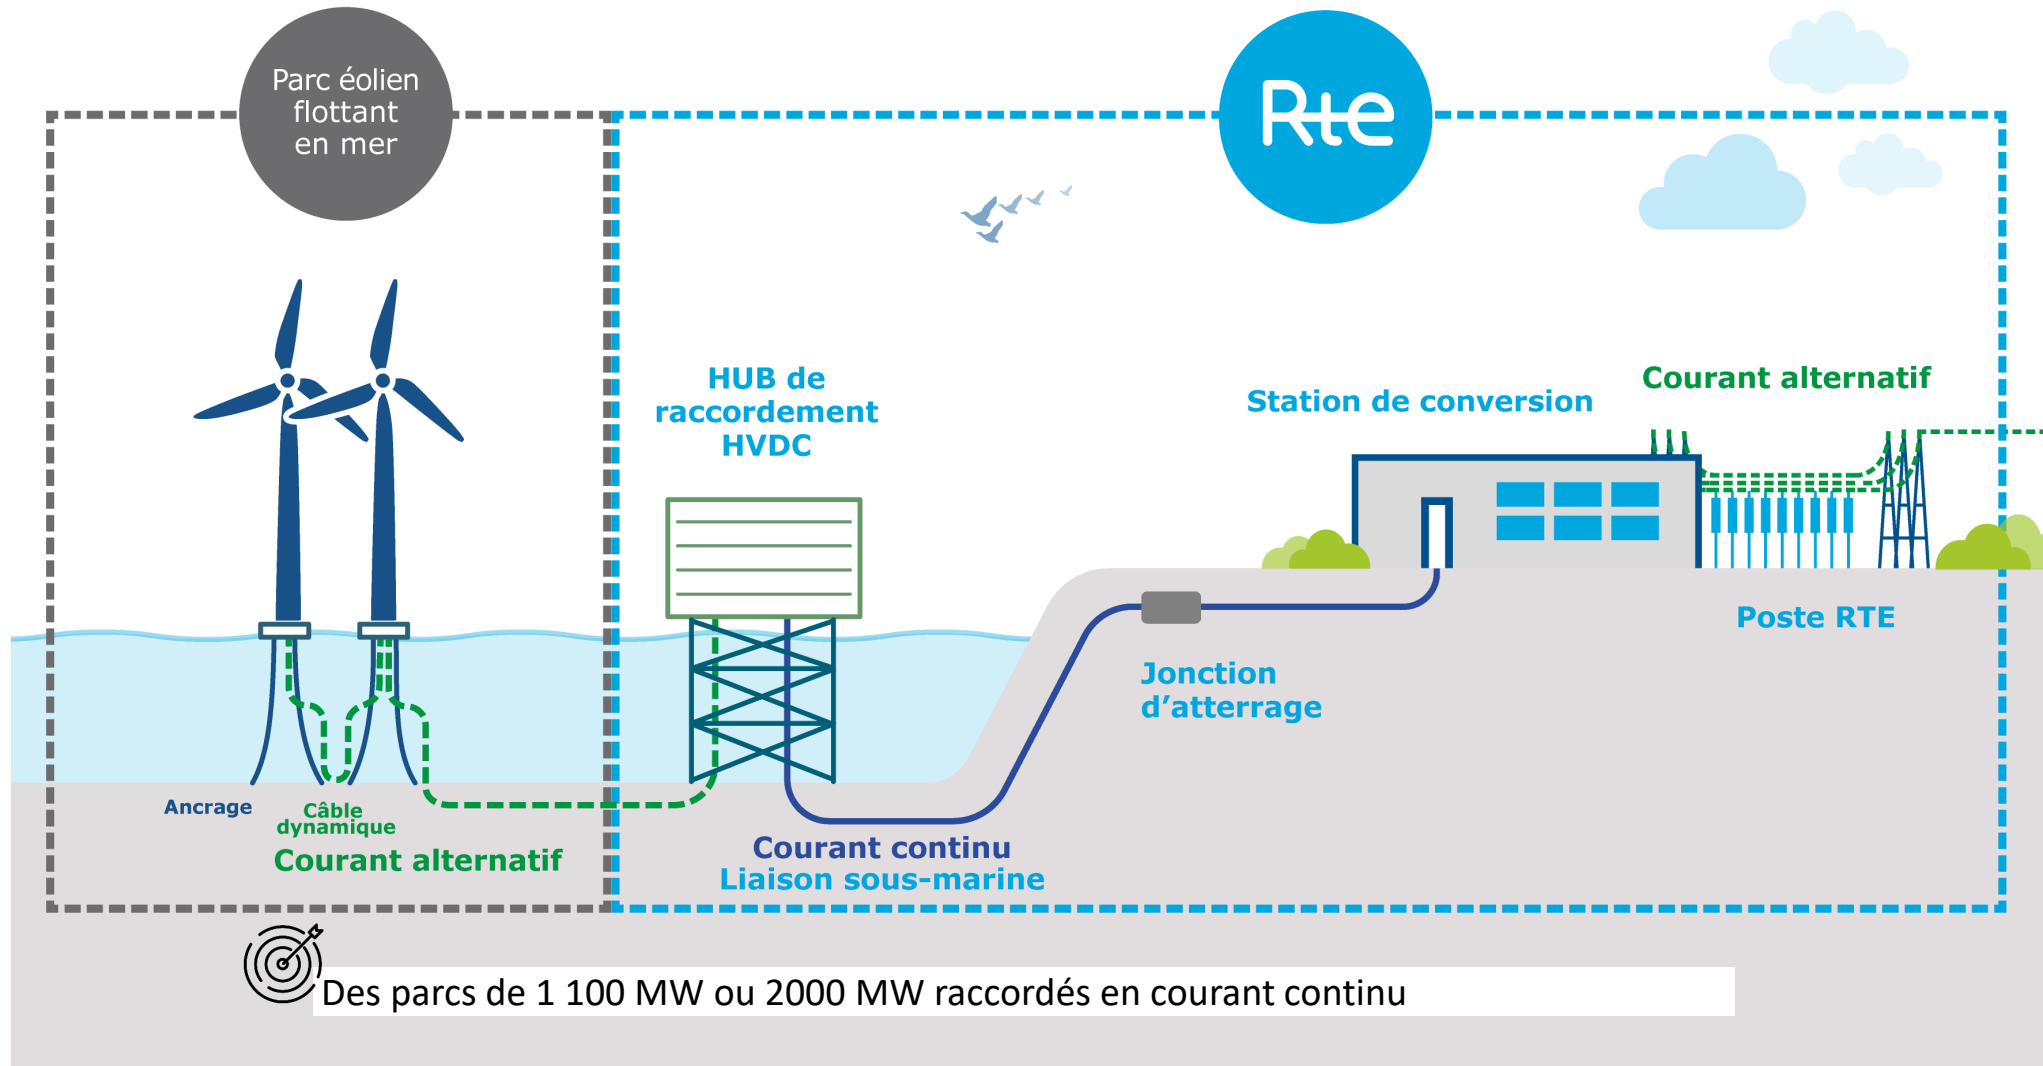 Parc éolien
flottant
en mer
Rte
HUB de
raccordement
HVDC
Station de conversion
Courant alternatif
Poste RTE
Jonction
d’atterrage
Ancrage
Câble
dynamique
Courant alternatif
Courant continu
Liaison sous-marine
Des parcs de 1 100 MW ou 2000 MW raccordés en courant continu